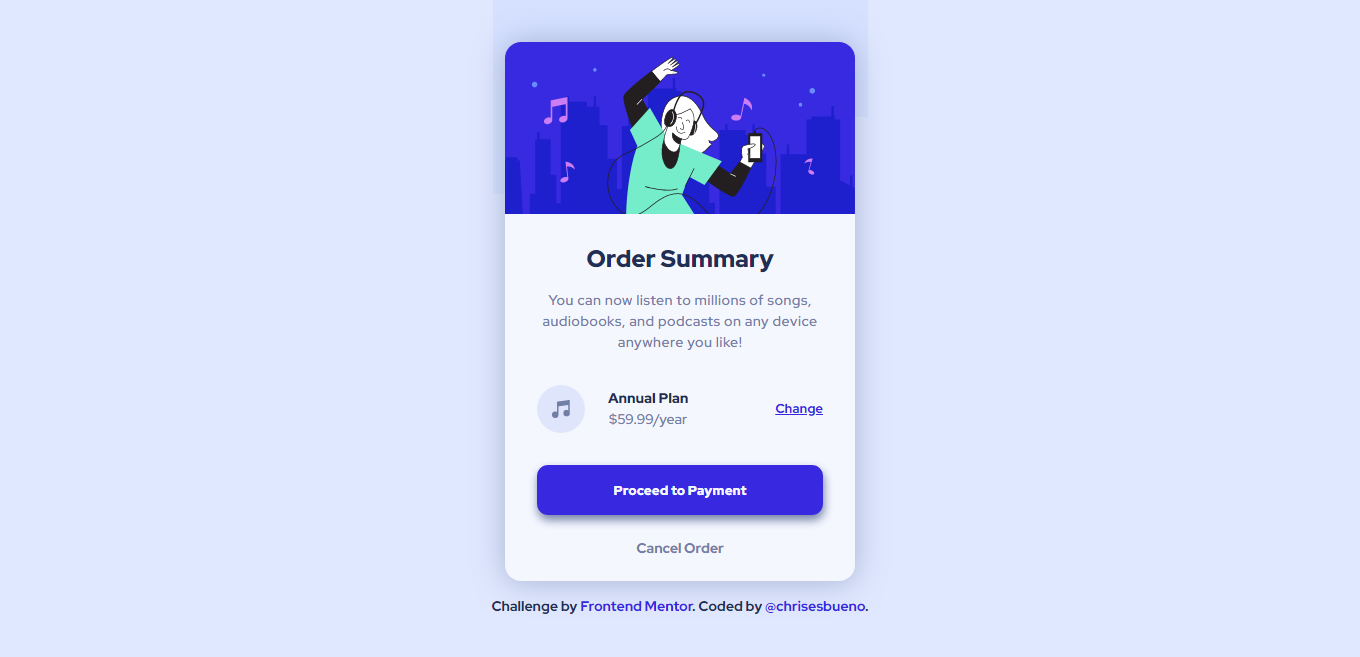 Order Summary
You can now listen to millions of songs,
audiobooks, and podcasts on any device
anywhere you like!
Annual Plan
$59.99/year
Change
Proceed to Payment
Cancel Order
Challenge by Frontend Mentor. Coded by @chrisesbueno.